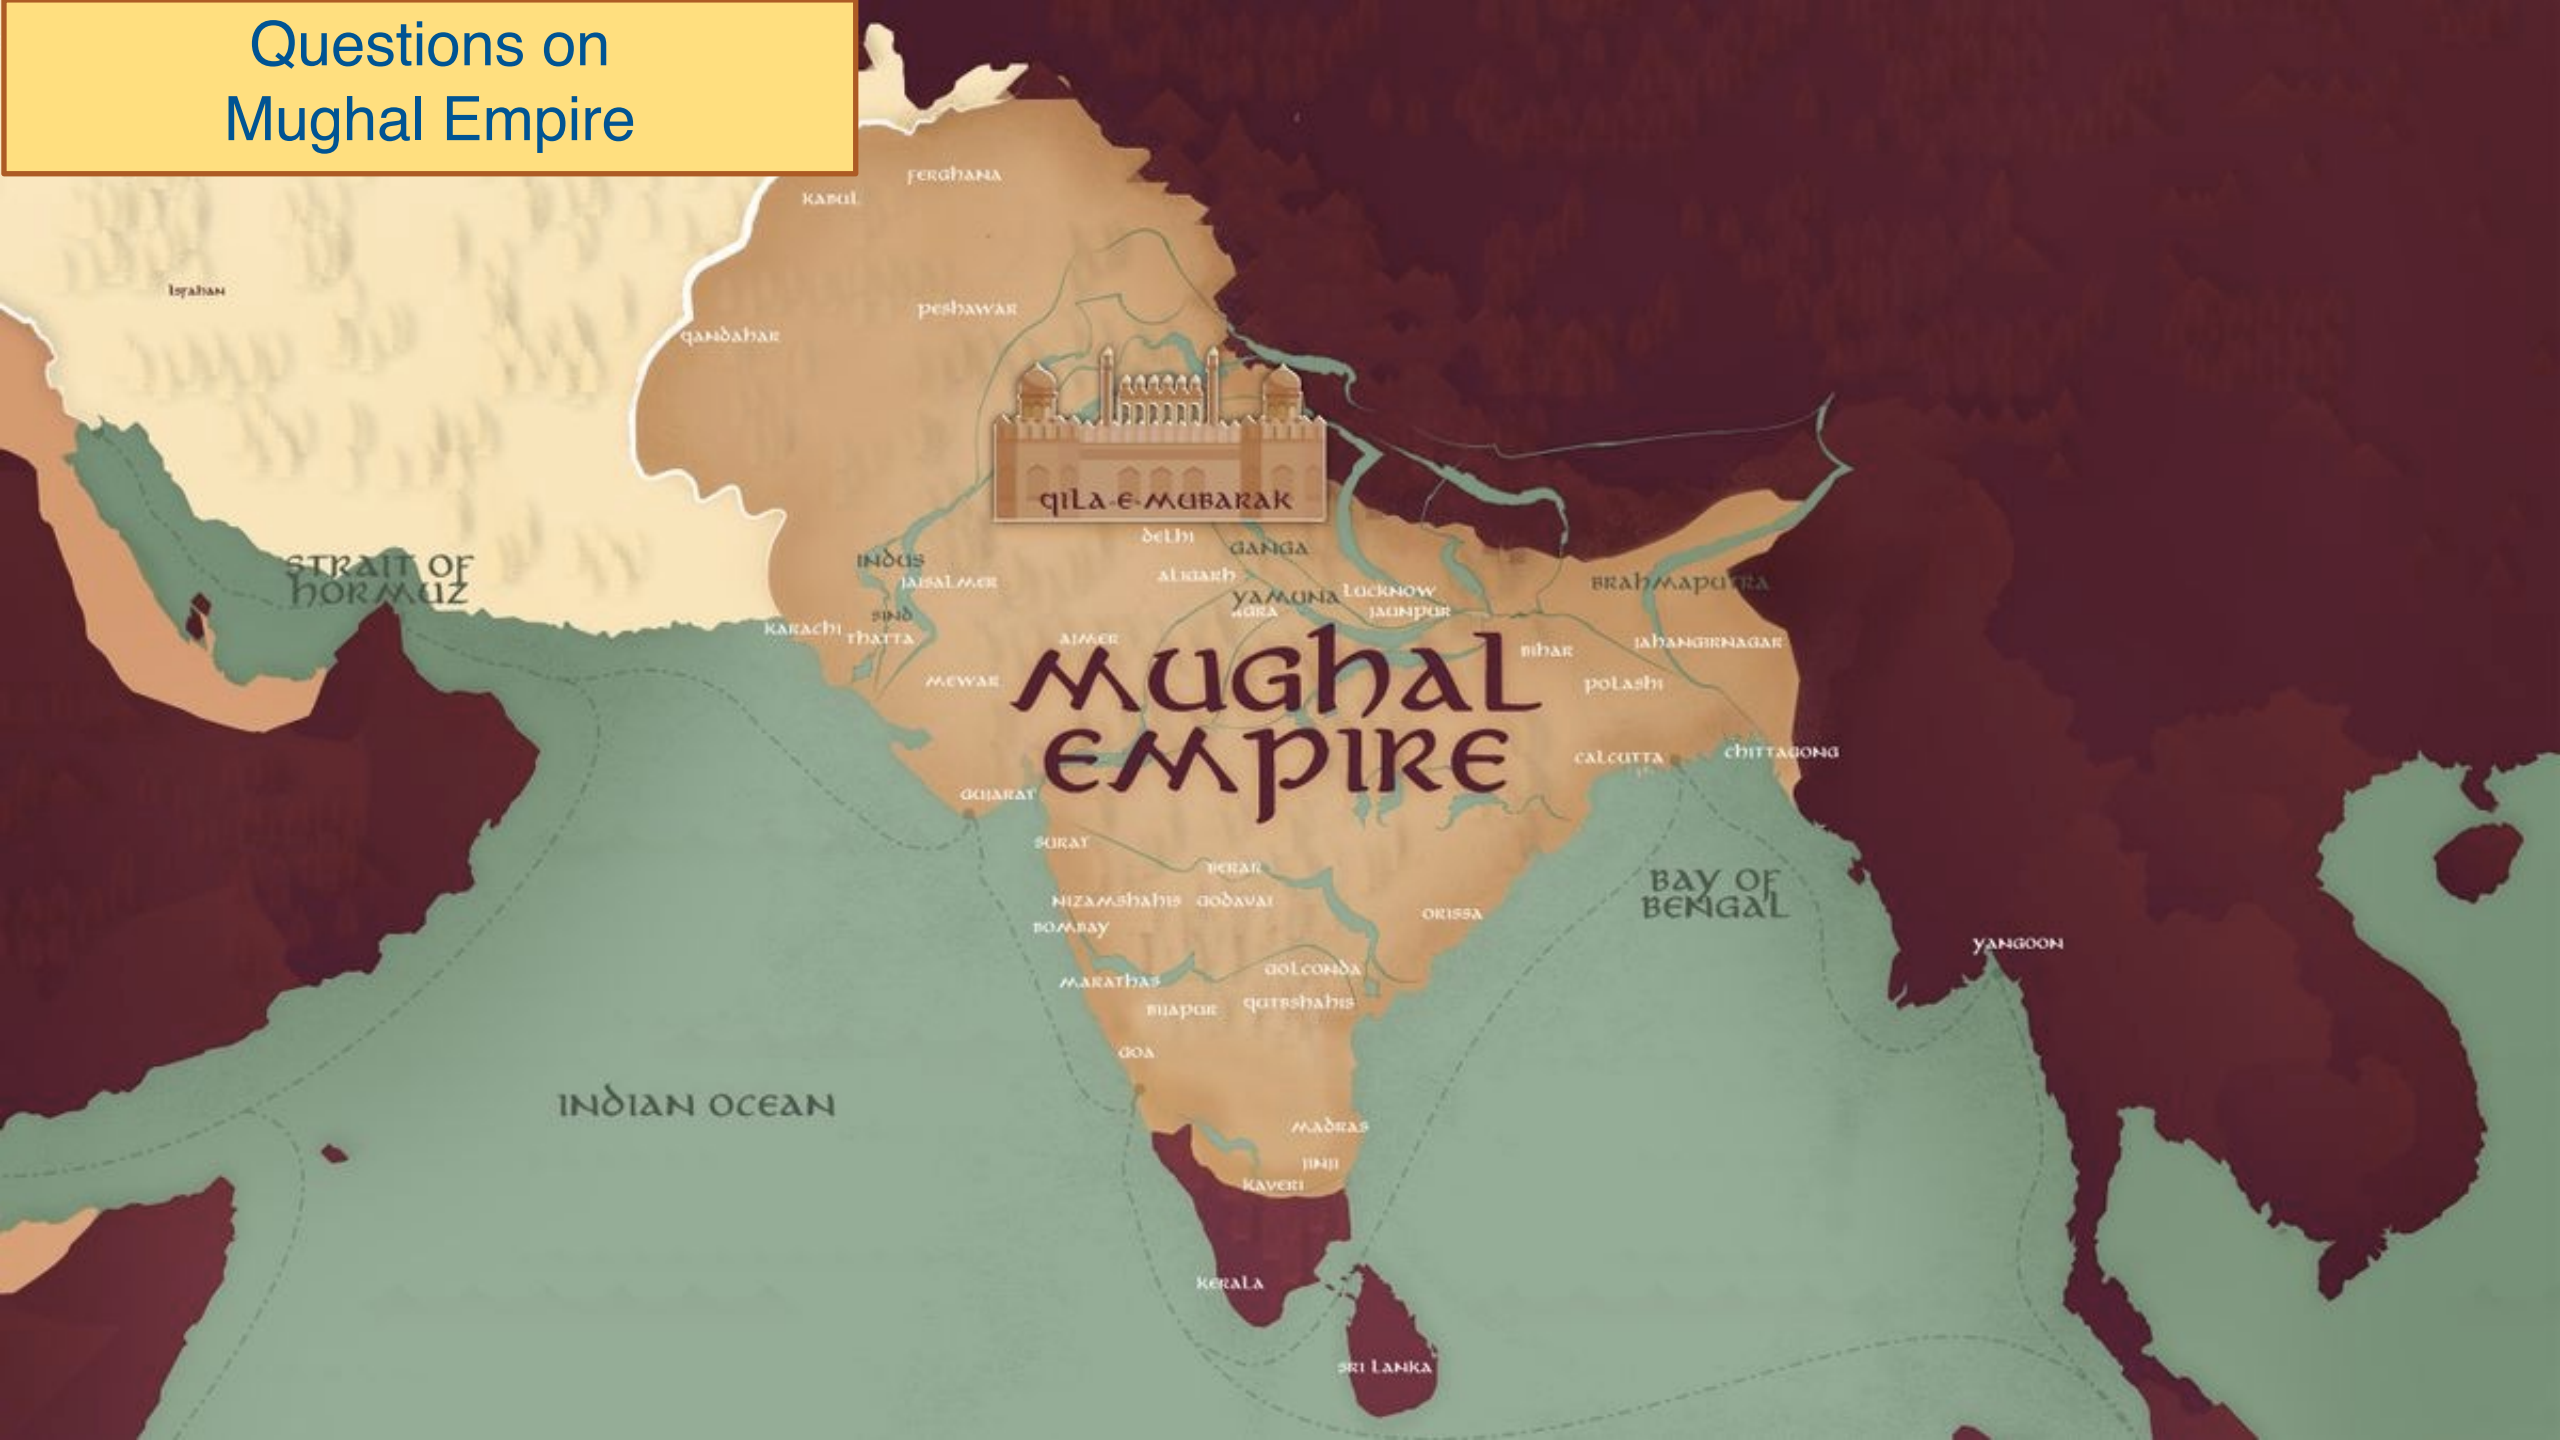 Questions on
Mughal Empire
FERGHANA
KABUL
ISFAHAN
PESHAWAR
QANDAHAR
QILA-E-MUBARAK
DELHI
GANGA
INDUS
STRAIT OF
HORMUZ
JAISALMER
ALIGARH
BRAHMAPUTRA
LUCKNOW
YAMUNA
AGRA
JAUNPUR
SIND
KARACHI
THATTA
AJMER
BIHAR
JAHANGIRNAGAR
MEWAR
POLASHI
MUGHAL
EMPIRE
CALCUTTA
CHITTAGONG
GUJARAT
SURAT
BERAR
BAY OF
BENGAL
NIZAMSHAHIS
GODAVAI
ORISSA
BOMBAY
YANGOON
GOLCONDA
MARATHAS
BIJAPUR
QUTBSHAHIS
GOA
INDIAN OCEAN
MADRAS
JINJI
KAVERI
KERALA
SRI LANKA